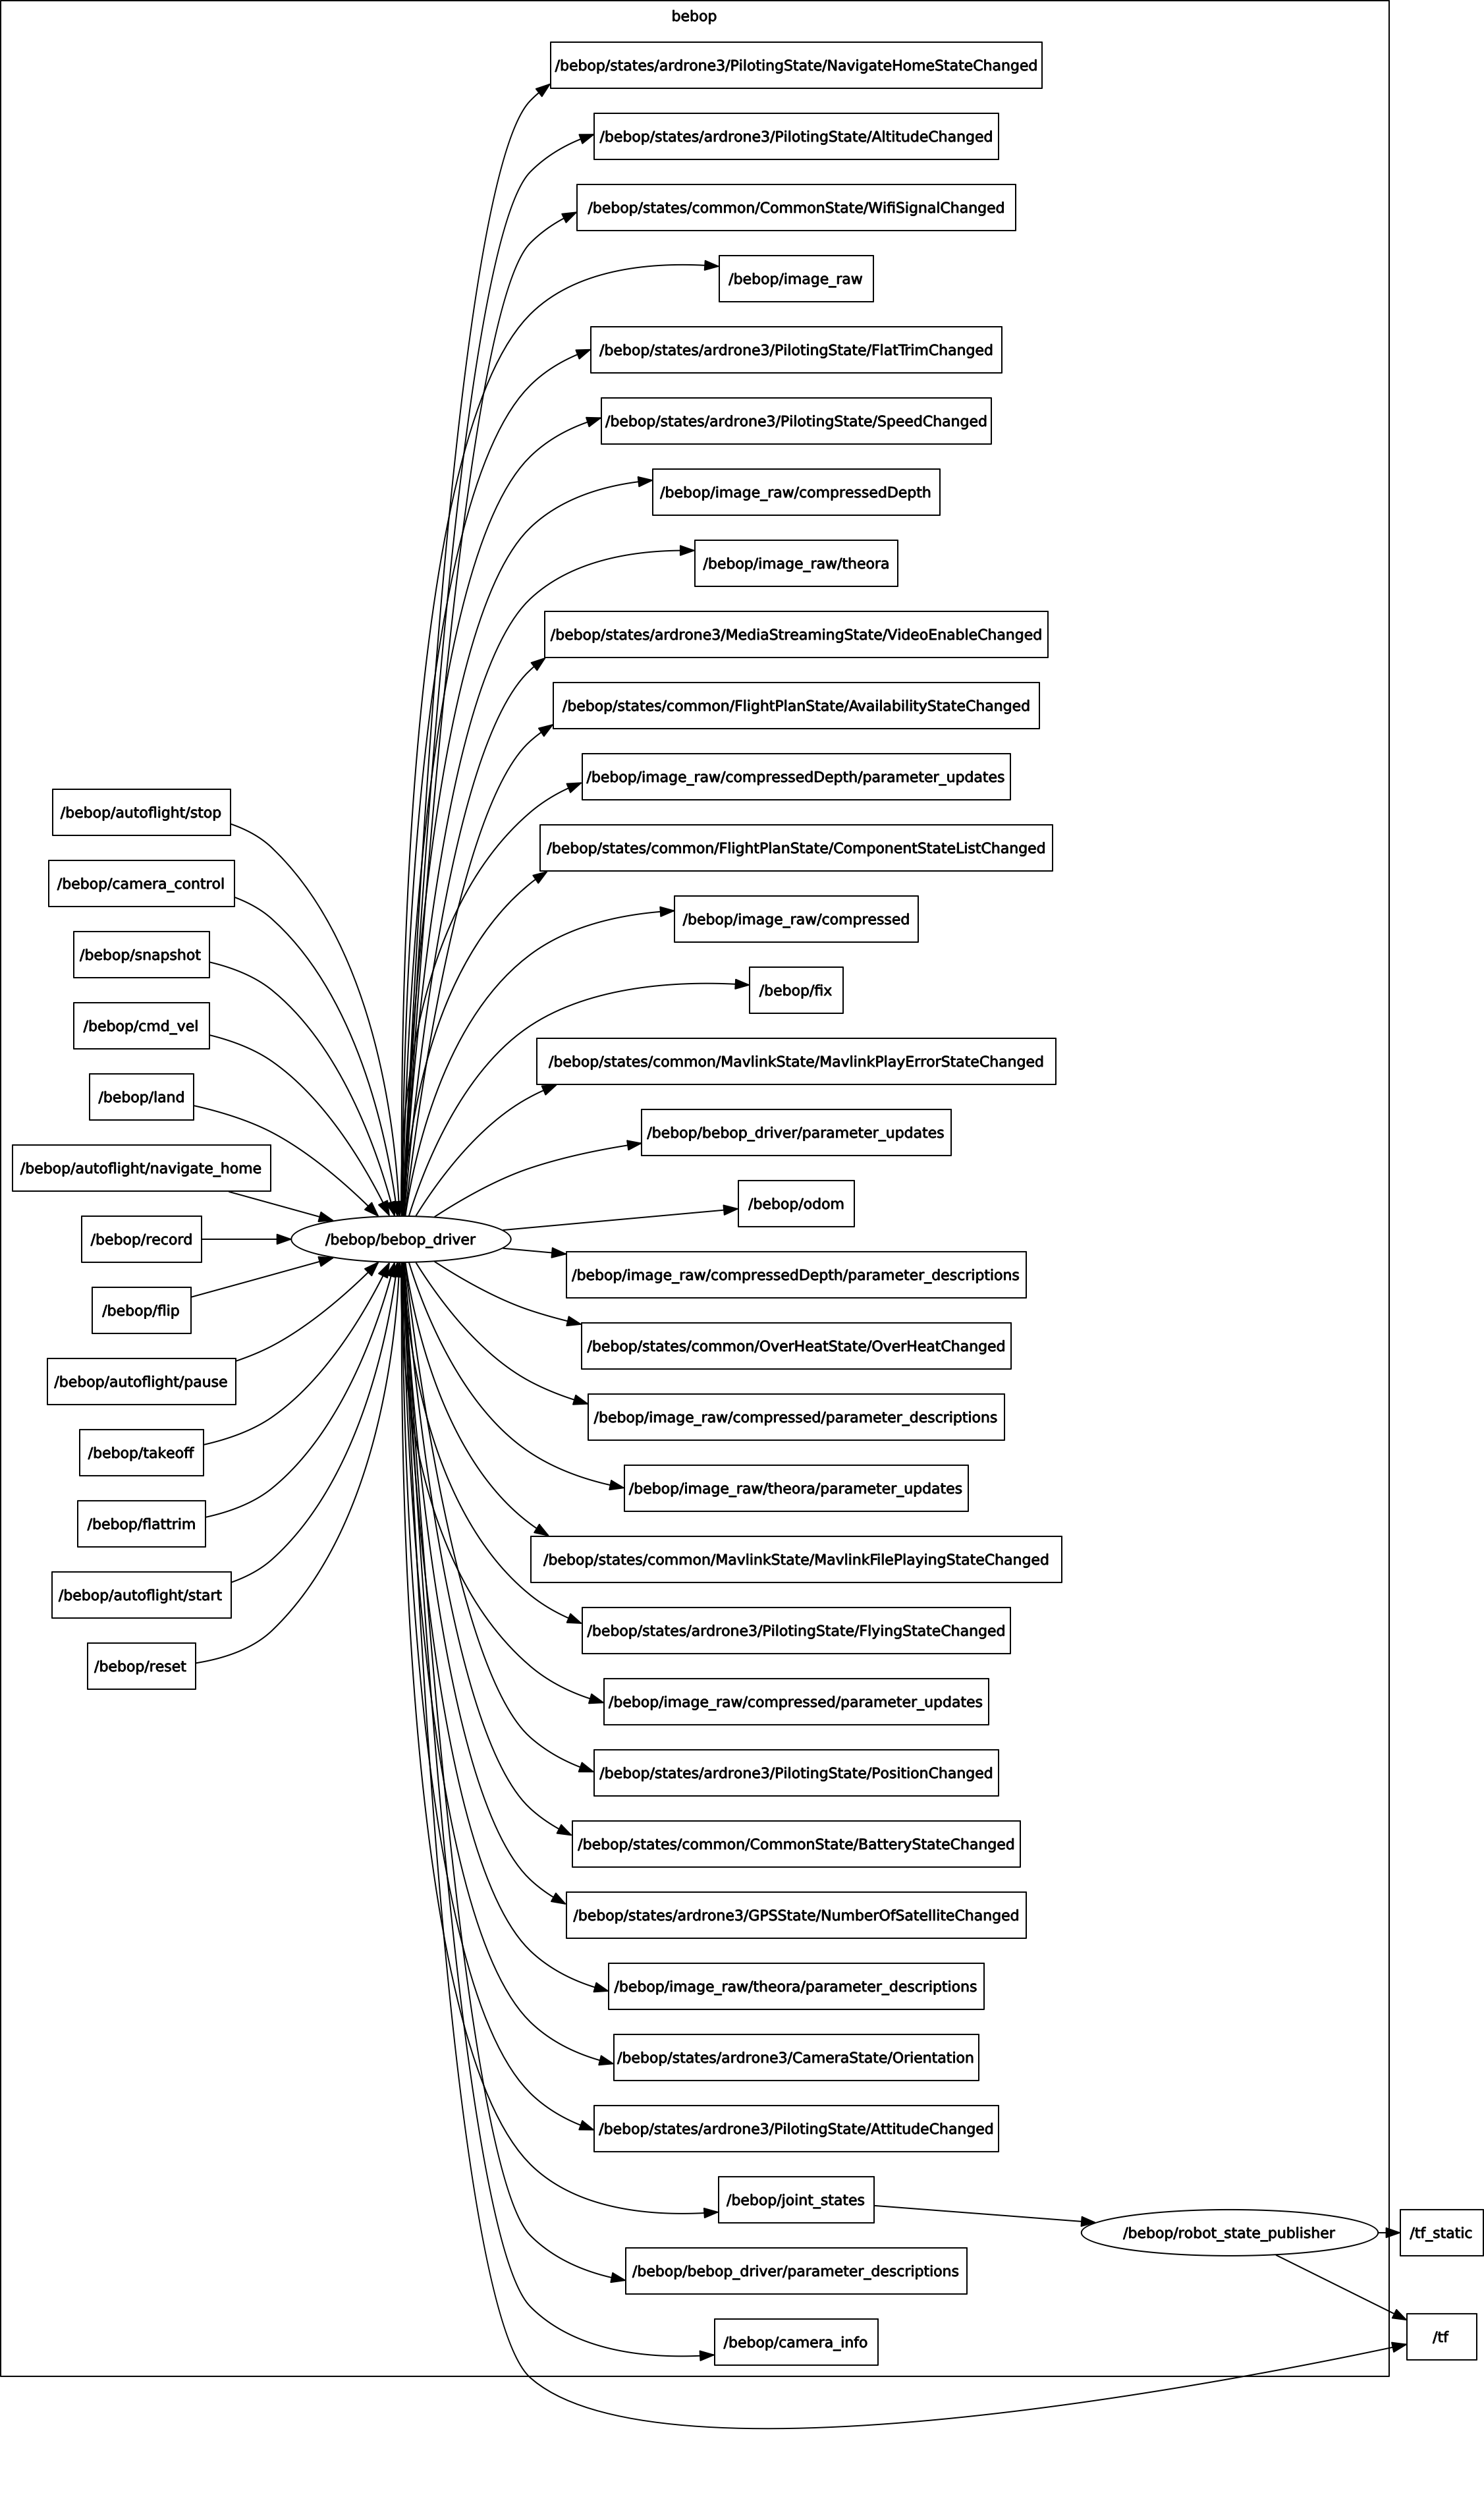 bebop
/bebop/states/ardrone3/PilotingState/NavigateHomeStateChanged
/bebop/states/ardrone3/PilotingState/AltitudeChanged
/bebop/states/common/CommonState/WifiSignalChanged
/bebop/image_raw
/bebop/states/ardrone3/PilotingState/FlatTrimChanged
/bebop/states/ardrone3/PilotingState/SpeedChanged
/bebop/image_raw/compressedDepth
/bebop/image_raw/theora
/bebop/states/ardrone3/MediaStreamingState/VideoEnableChanged
/bebop/states/common/FlightPlanState/AvailabilityStateChanged
/bebop/image_raw/compressedDepth/parameter_updates
/bebop/autoflight/stop
/bebop/states/common/FlightPlanState/ComponentStateListChanged
/bebop/camera_control
/bebop/image_raw/compressed
/bebop/snapshot
/bebop/fix
/bebop/cmd_vel
/bebop/states/common/MavlinkState/MavlinkPlayErrorStateChanged
/bebop/land
/bebop/bebop_driver/parameter_updates
/bebop/autoflight/navigate_home
/bebop/odom
/bebop/record
/bebop/bebop_driver
/bebop/image_raw/compressedDepth/parameter_descriptions
/bebop/flip
/bebop/states/common/OverHeatState/OverHeatChanged
/bebop/autoflight/pause
/bebop/image_raw/compressed/parameter_descriptions
/bebop/takeoff
/bebop/image_raw/theora/parameter_updates
/bebop/flattrim
/bebop/states/common/MavlinkState/MavlinkFilePlayingStateChanged
/bebop/autoflight/start
/bebop/states/ardrone3/PilotingState/FlyingStateChanged
/bebop/reset
/bebop/image_raw/compressed/parameter_updates
/bebop/states/ardrone3/PilotingState/PositionChanged
/bebop/states/common/CommonState/BatteryStateChanged
/bebop/states/ardrone3/GPSState/NumberOfSatelliteChanged
/bebop/image_raw/theora/parameter_descriptions
/bebop/states/ardrone3/CameraState/Orientation
/bebop/states/ardrone3/PilotingState/AttitudeChanged
/bebop/joint_states
/bebop/robot_state_publisher
/tf_static
/bebop/bebop_driver/parameter_descriptions
/bebop/camera_info
/tf